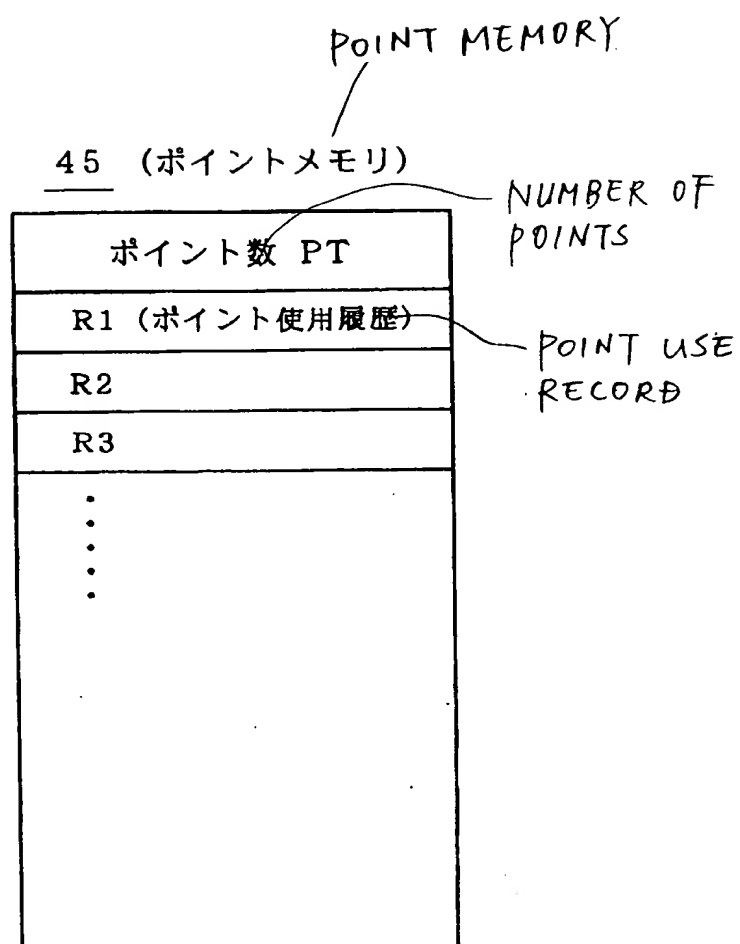 POINT MEMORY
45 (ポイントメモリ)
NUMBER OF
POINTS
ポイント数 PT
R1 (ポイント使用履歴)
POINT USE
RECORD
R2
R3